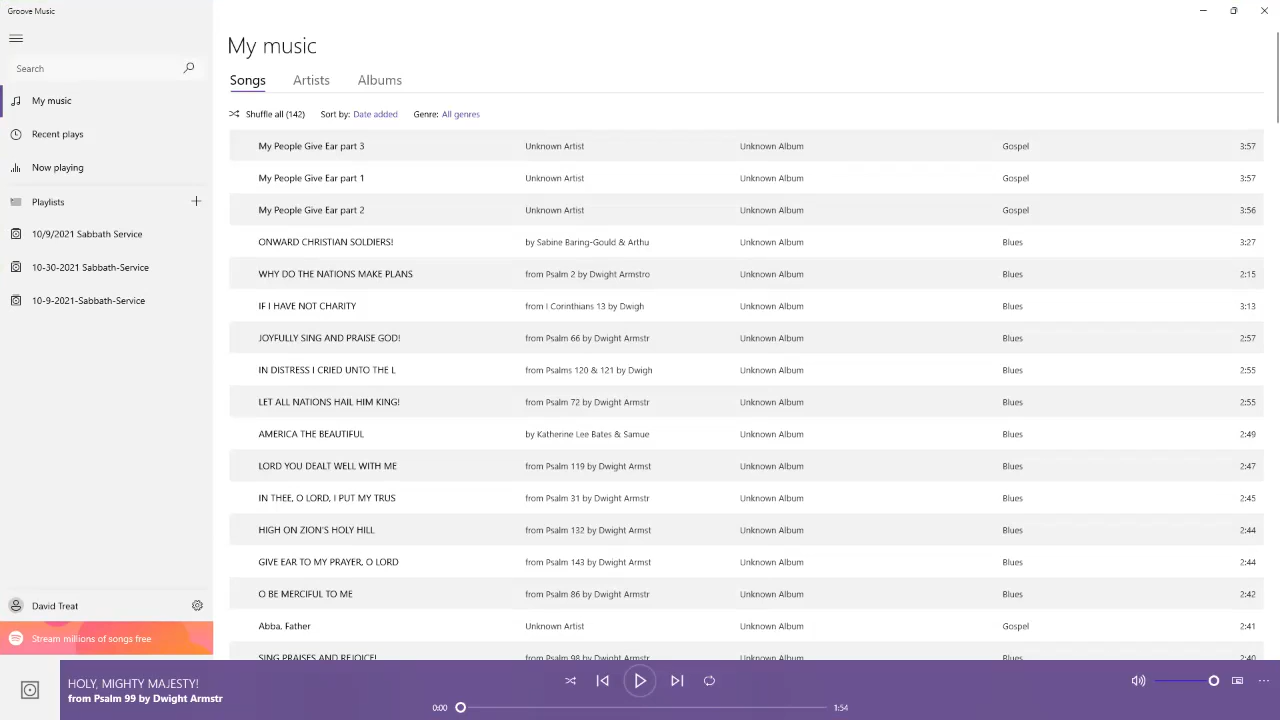 Groove Music
Search
My music
Recent plays
Now playing
Playlists
10/9/2021 Sabbath Service
10-30-2021 Sabbath-Service
10-9-2021-Sabbath-Service
David Treat
Stream millions of songs free
My music
Songs Artists Albums
Shuffle all (142) Sort by: Date added Genre: All genres
My People Give Ear part 3 Unknown Artist Unknown Album Gospel 3:57
My People Give Ear part 1 Unknown Artist Unknown Album Gospel 3:57
My People Give Ear part 2 Unknown Artist Unknown Album Gospel 3:56
ONWARD CHRISTIAN SOLDIERS! by Sabine Baring-Gould & Arthu Unknown Album Blues 3:27
WHY DO THE NATIONS MAKE PLANS from Psalm 2 by Dwight Armstro Unknown Album Blues 2:15
IF I HAVE NOT CHARITY from I Corinthians 13 by Dwigh Unknown Album Blues 3:13
JOYFULLY SING AND PRAISE GOD! from Psalm 66 by Dwight Armstr Unknown Album Blues 2:57
IN DISTRESS I CRIED UNTO THE L from Psalms 120 & 121 by Dwigh Unknown Album Blues 2:55
LET ALL NATIONS HAIL HIM KING! from Psalm 72 by Dwight Armstr Unknown Album Blues 2:55
AMERICA THE BEAUTIFUL by Katherine Lee Bates & Samue Unknown Album Blues 2:49
LORD YOU DEALT WELL WITH ME from Psalm 119 by Dwight Armst Unknown Album Blues 2:47
IN THEE, O LORD, I PUT MY TRUS from Psalm 31 by Dwight Armstr Unknown Album Blues 2:45
HIGH ON ZION'S HOLY HILL from Psalm 132 by Dwight Armst Unknown Album Blues 2:44
GIVE EAR TO MY PRAYER, O LORD from Psalm 143 by Dwight Armst Unknown Album Blues 2:44
O BE MERCIFUL TO ME from Psalm 86 by Dwight Armstr Unknown Album Blues 2:42
Abba, Father Unknown Artist Unknown Album Gospel 2:41
SING PRAISES AND REJOICE! from Psalm 98 by Dwight Armstr Unknown Album Blues 2:40
HOLY, MIGHTY MAJESTY!
from Psalm 99 by Dwight Armstr
0:00 1:54